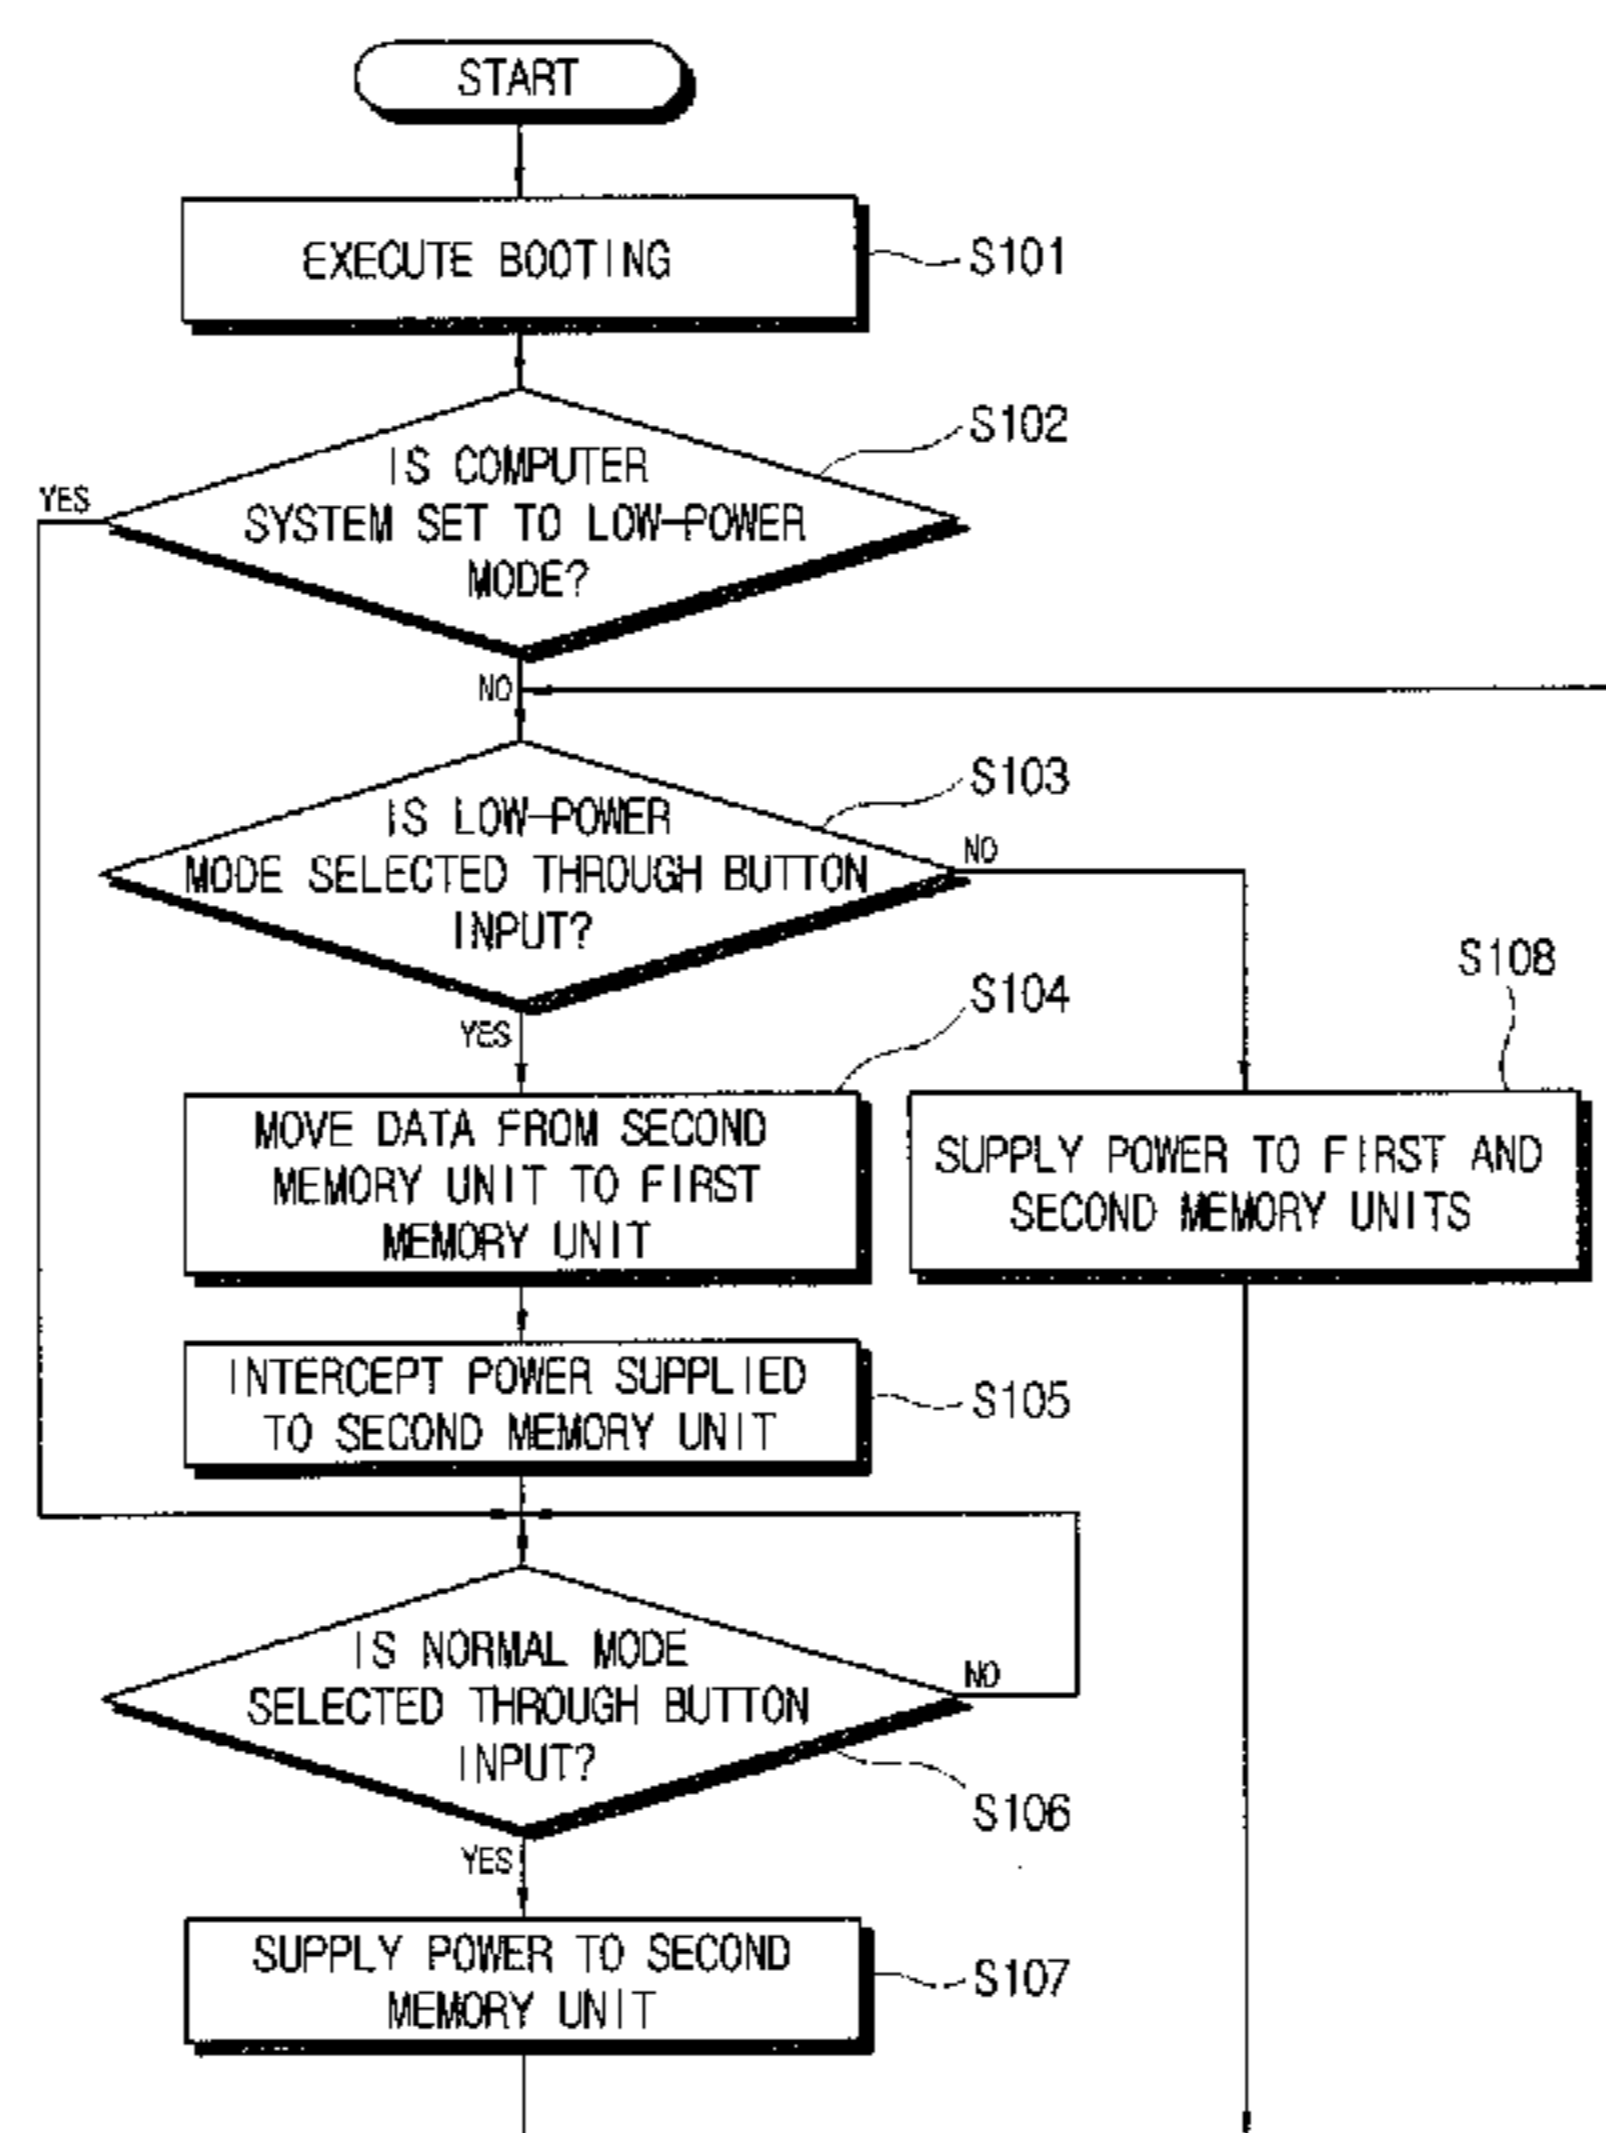 START
EXECUTE BOOTING
S101
S102
IS COMPUTER
SYSTEM SET TO LOW-POWER
MODE?
YES
NO
S103
IS LOW-POWER
MODE SELECTED THROUGH BUTTON
INPUT?
NO
YES
S104
MOVE DATA FROM SECOND
MEMORY UNIT TO FIRST
MEMORY UNIT
S108
SUPPLY POWER TO FIRST AND
SECOND MEMORY UNITS
INTERCEPT POWER SUPPLIED
TO SECOND MEMORY UNIT
S105
IS NORMAL MODE
SELECTED THROUGH BUTTON
INPUT?
NO
S106
YES
SUPPLY POWER TO SECOND
MEMORY UNIT
S107